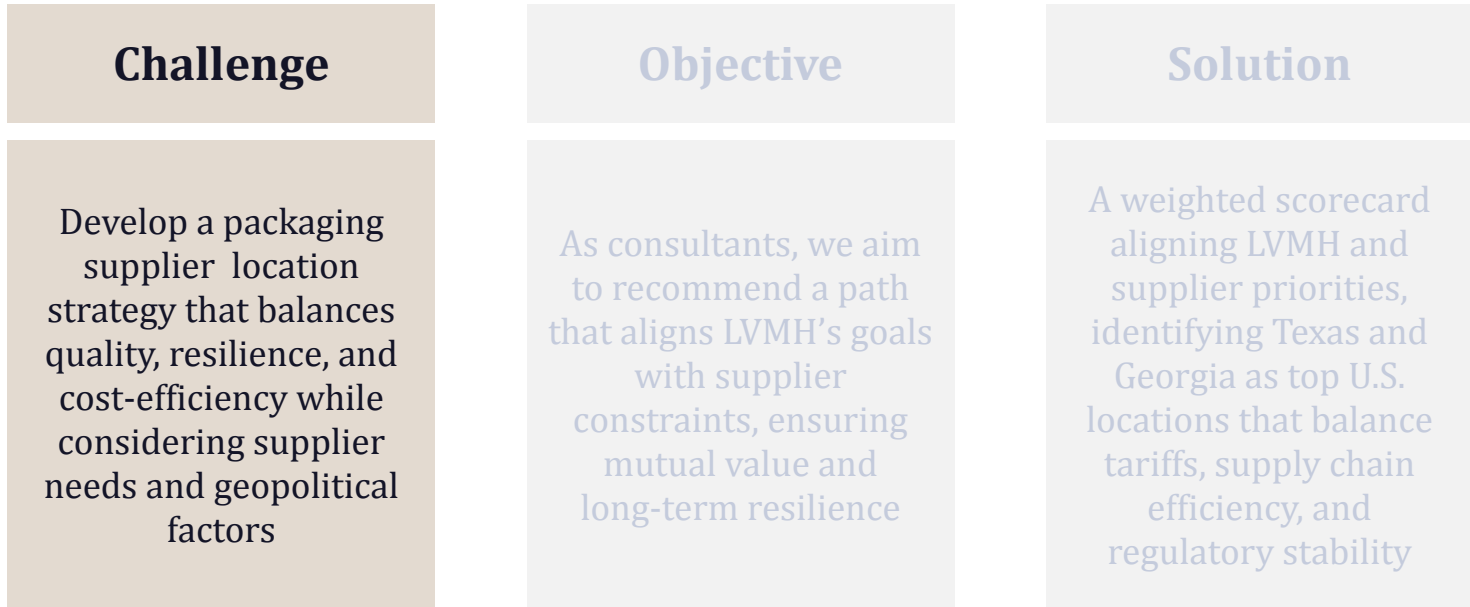 Challenge
Develop a packaging
supplier  location
strategy that balances
quality, resilience, and
cost-efficiency while
considering supplier
needs and geopolitical
factors
Objective
As consultants, we aim
to recommend a path
that aligns LVMH’s goals
with supplier
constraints, ensuring
mutual value and
long-term resilience
Solution
A weighted scorecard
aligning LVMH and
supplier priorities,
identifying Texas and
Georgia as top U.S.
locations that balance
tariffs, supply chain
efficiency, and
regulatory stability